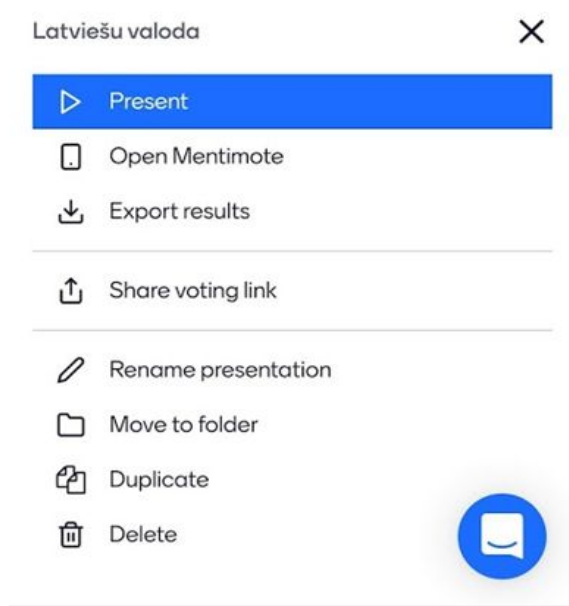 Latviešu valoda
Present
Open Mentimote
Export results
Share voting link
Rename presentation
Move to folder
Duplicate
Delete